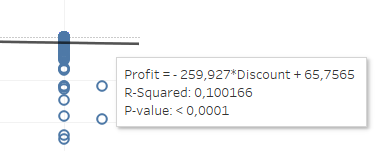 Profit = - 259,927*Discount + 65,7565
R-Squared: 0,100166
P-value: < 0,0001